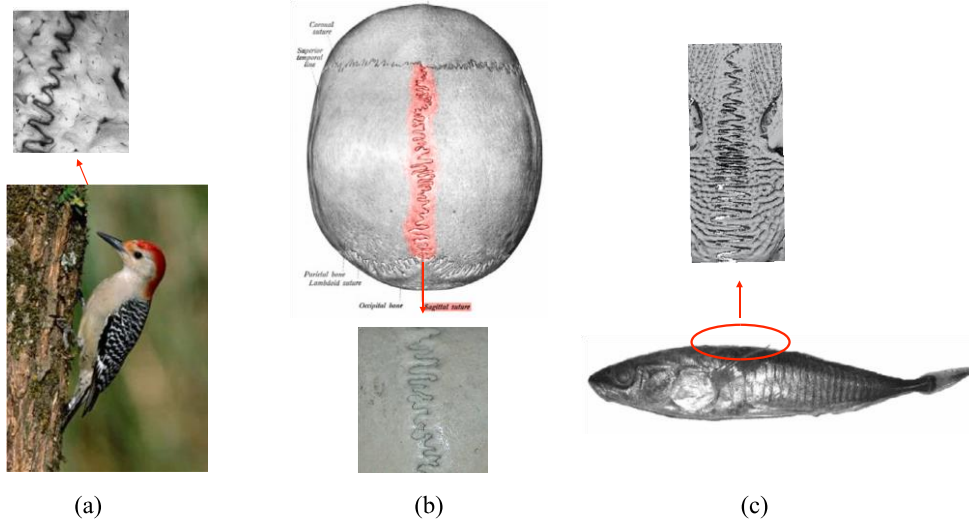 Coronal
suture
Superior
temporal
line
Parietal bone
Lambdoid suture
Occipital bone
Sagittal suture
(a)
(b)
(c)